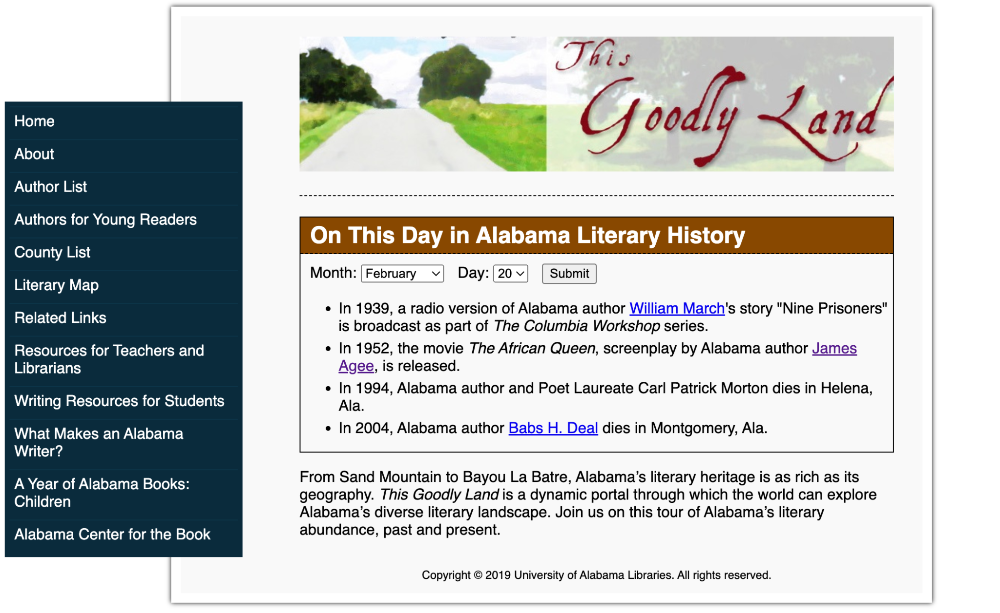 This
Goodly Land
Home
About
Author List
Authors for Young Readers
County List
Literary Map
Related Links
Resources for Teachers and
Librarians
Writing Resources for Students
What Makes an Alabama
Writer?
A Year of Alabama Books:
Children
Alabama Center for the Book
On This Day in Alabama Literary History
Month: February Day: 20 Submit
• In 1939, a radio version of Alabama author William March's story "Nine Prisoners"
is broadcast as part of The Columbia Workshop series.
• In 1952, the movie The African Queen, screenplay by Alabama author James
Agee, is released.
• In 1994, Alabama author and Poet Laureate Carl Patrick Morton dies in Helena,
Ala.
• In 2004, Alabama author Babs H. Deal dies in Montgomery, Ala.
From Sand Mountain to Bayou La Batre, Alabama’s literary heritage is as rich as its
geography. This Goodly Land is a dynamic portal through which the world can explore
Alabama’s diverse literary landscape. Join us on this tour of Alabama’s literary
abundance, past and present.
Copyright © 2019 University of Alabama Libraries. All rights reserved.